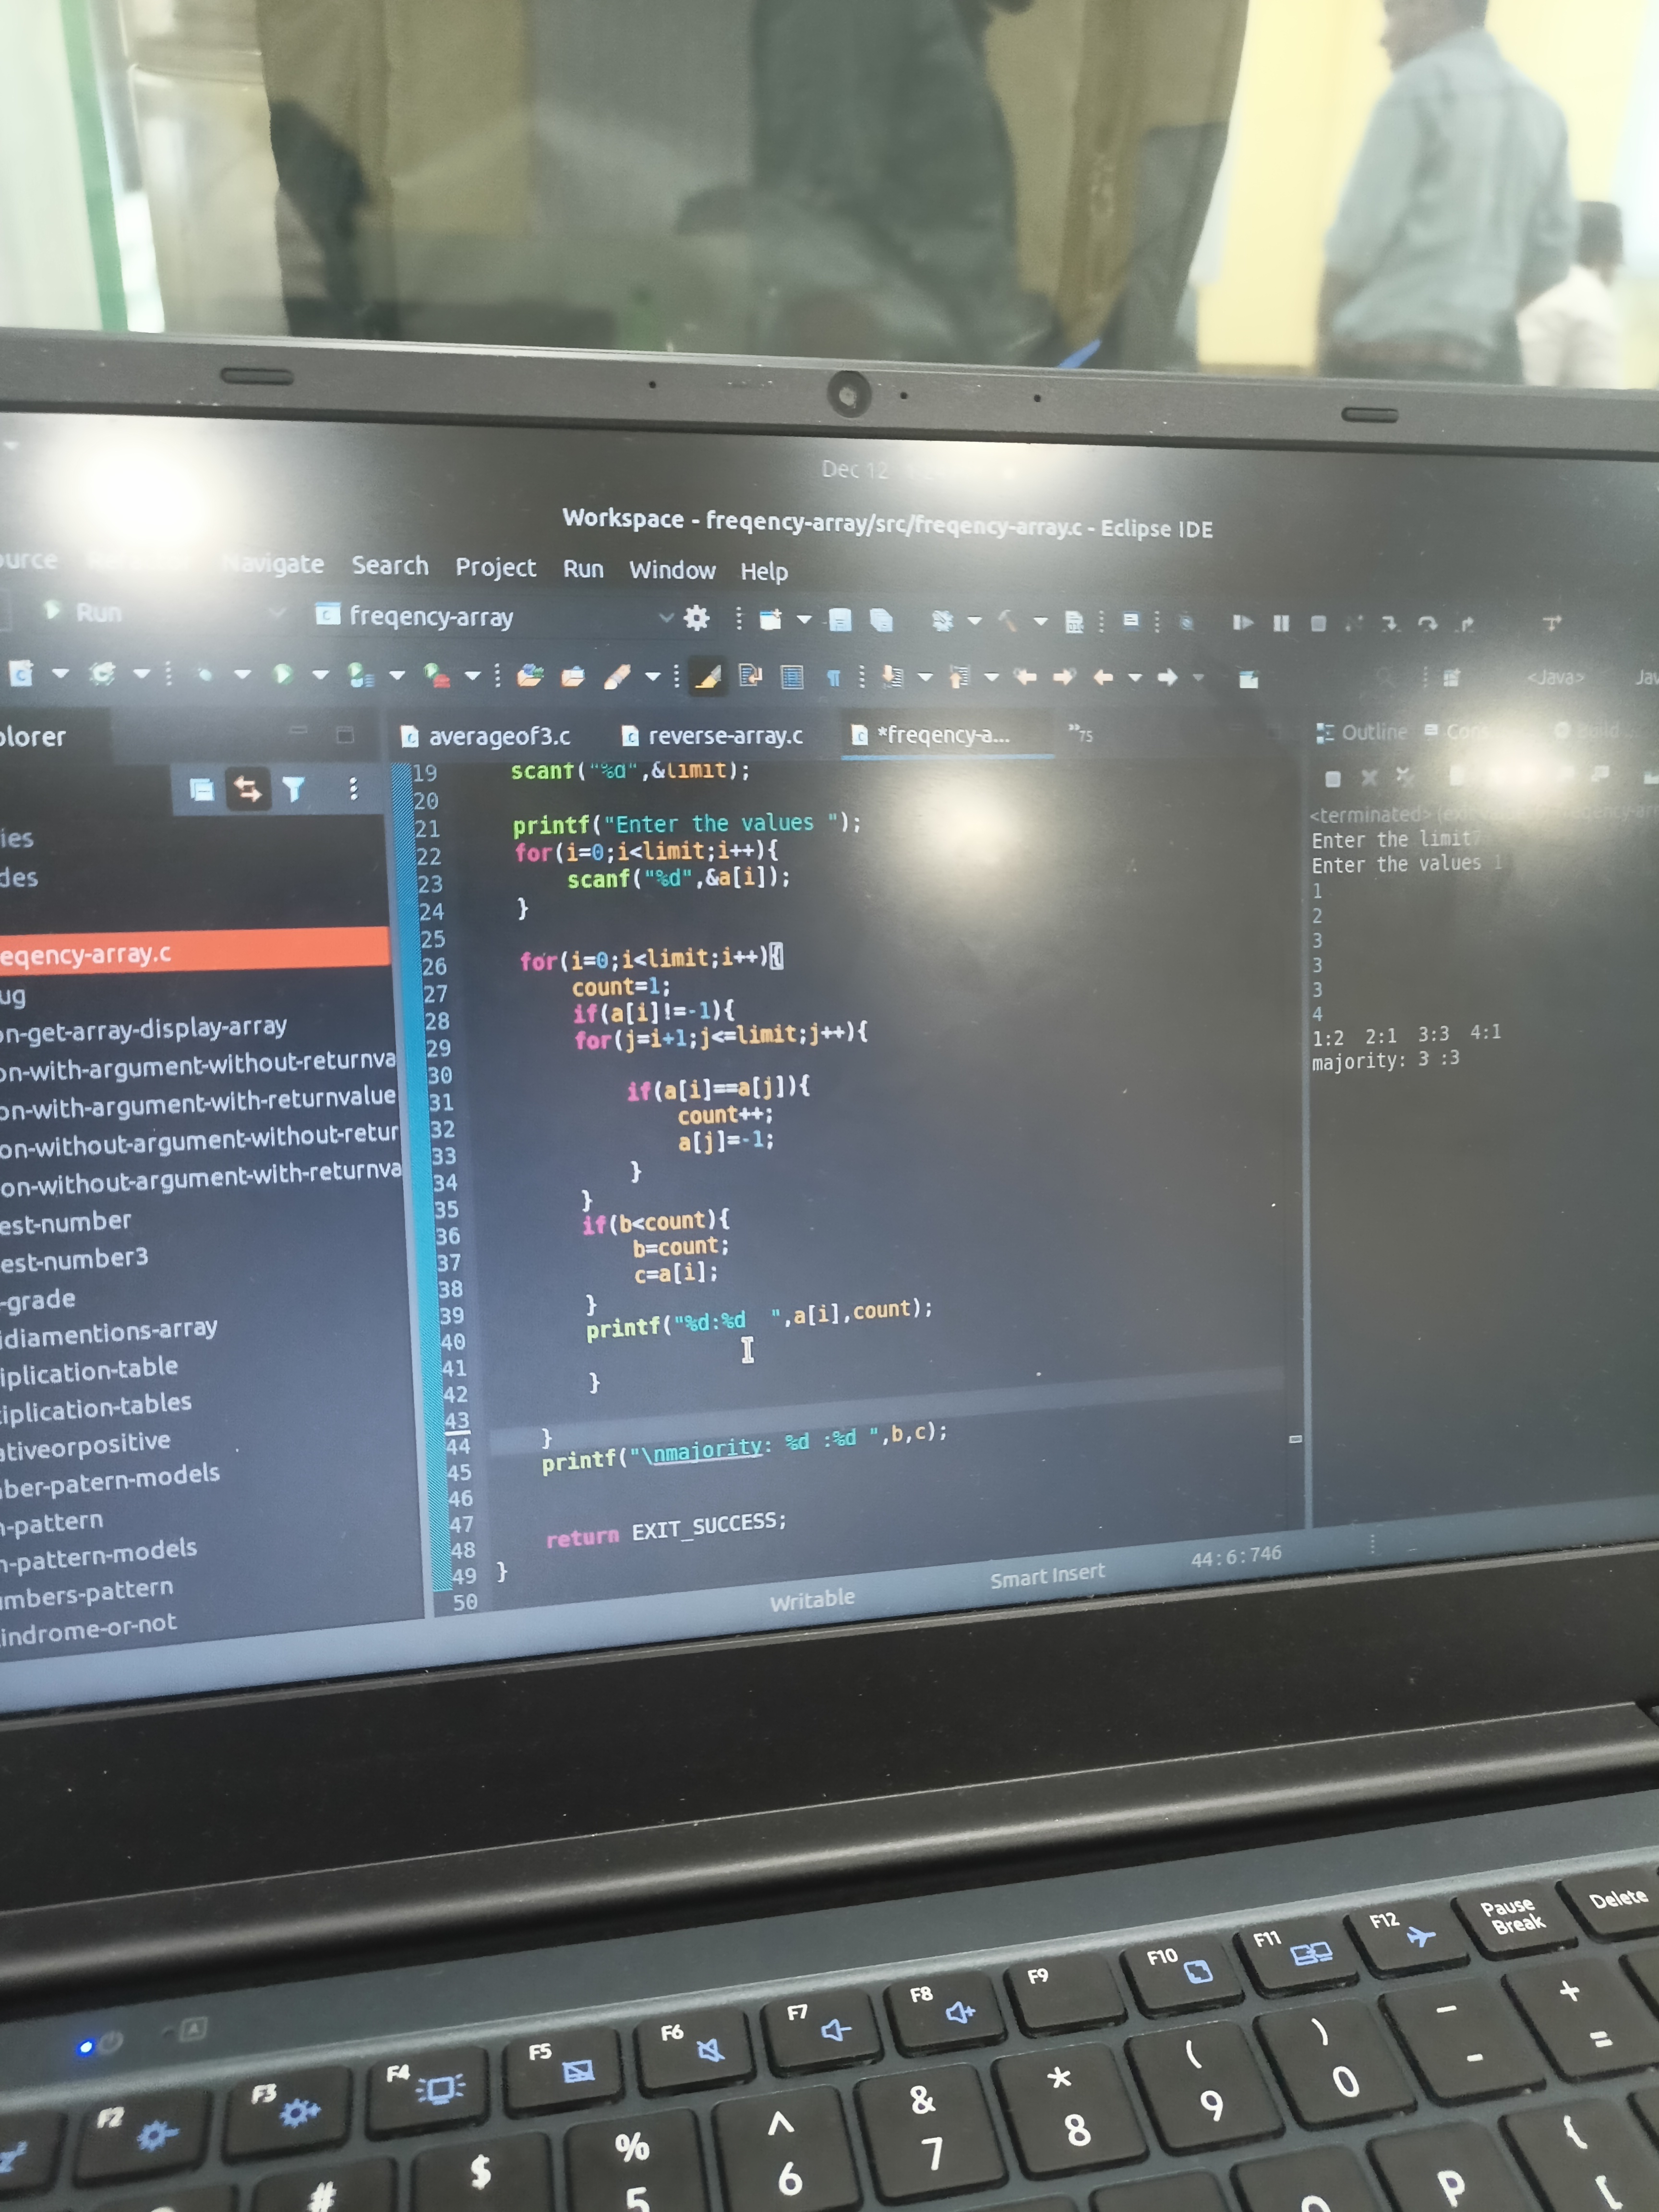 Dec 12
Workspace - freqency-array/src/freqency-array.c - Eclipse IDE
ource Navigate Search Project Run Window Help
Run freqency-array
<Java> Jav
plorer
averageof3.c reverse-array.c *freqency-a... »75
Outline Cons Build
ies
des
eqency-array.c
ug
on-get-array-display-array
on-with-argument-without-returnva
on-with-argument-with-returnvalue
on-without-argument-without-retur
on-without-argument-with-returnva
est-number
est-number3
-grade
idiamentions-array
iplication-table
tiplication-tables
ativeorpositive
ber-patern-models
n-pattern
n-pattern-models
umbers-pattern
indrome-or-not
19 scanf("%d",&limit);
20
21 printf("Enter the values ");
22 for(i=0;i<limit;i++){
23 scanf("%d",&a[i]);
24 }
25
26 for(i=0;i<limit;i++){
27 count=1;
28 if(a[i]!=-1){
29 for(j=i+1;j<=limit;j++){
30
31 if(a[i]==a[j]){
32 count++;
33 a[j]=-1;
34 }
35 }
36 if(b<count){
37 b=count;
38 c=a[i];
39 }
40 printf("%d:%d  ",a[i],count);
41
42 }
43
44 }
45 printf("\nmajority: %d :%d ",b,c);
46
47
48 return EXIT_SUCCESS;
49 }
50
<terminated>
Enter the limit7
Enter the values 1
1
2
3
3
3
4
1:2  2:1  3:3  4:1
majority: 3 :3
Writable Smart Insert 44:6:746
F2 F3 F4 F5 F6 F7 F8 F9 F10 F11 F12 Pause Break Delete
# $ % 5 ^ 6 & 7 * 8 ( 9 ) 0 - - + =
P { [